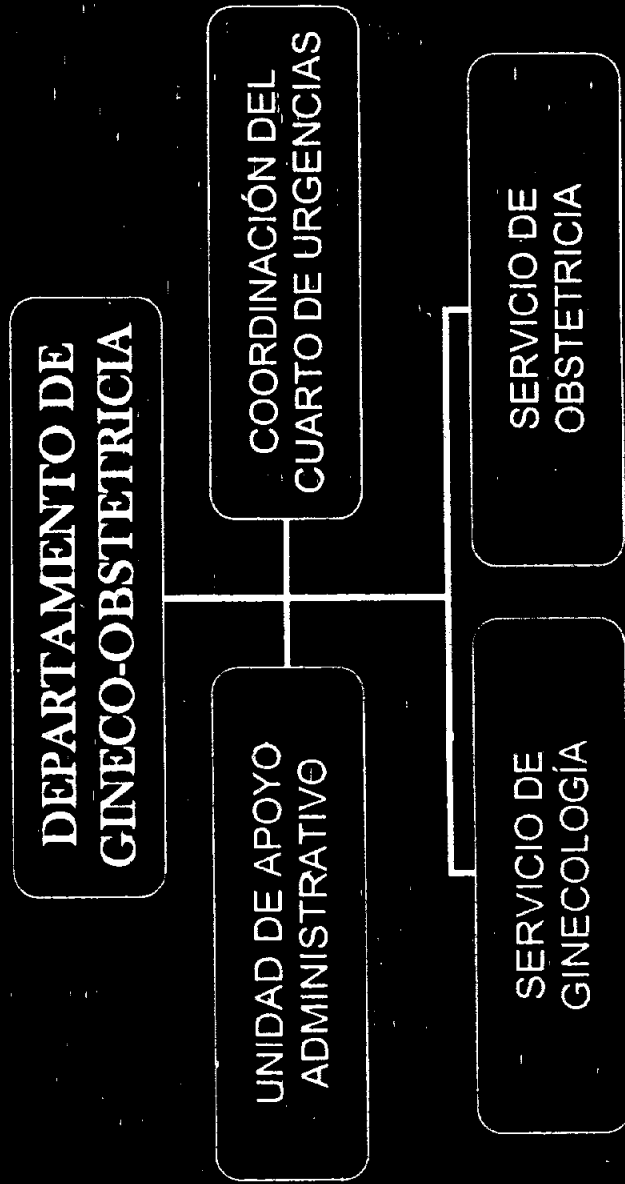 DEPARTAMENTO DE
GINECO-OBSTETRICIA
UNIDAD DE APOYO
ADMINISTRATIVO
COORDINACIÓN DEL
CUARTO DE URGENCIAS
SERVICIO DE
GINECOLOGÍA
SERVICIO DE
OBSTETRICIA